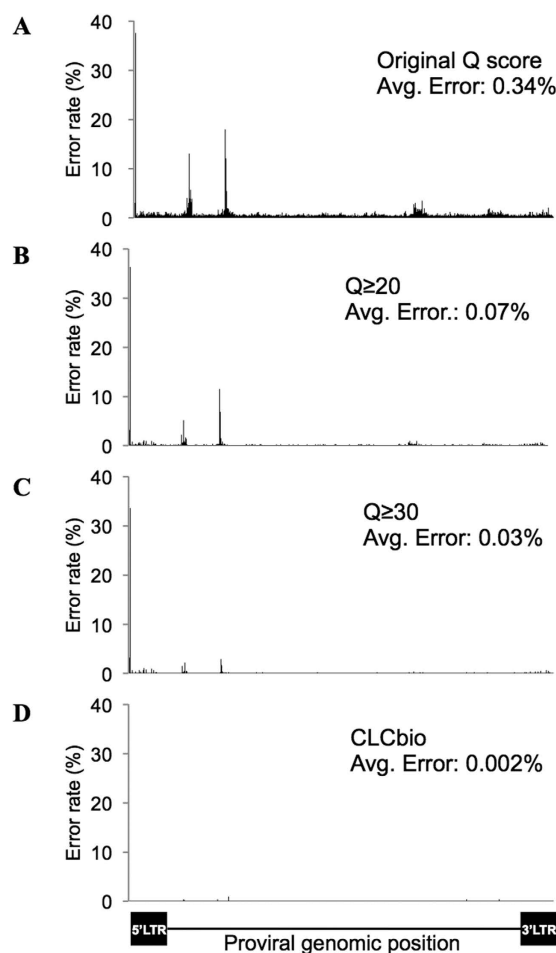 A
Error rate (%)
40
30
20
10
0
Original Q score
Avg. Error: 0.34%
B
Error rate (%)
40
30
20
10
0
Q≥20
Avg. Error.: 0.07%
C
Error rate (%)
40
30
20
10
0
Q≥30
Avg. Error: 0.03%
D
Error rate (%)
40
30
20
10
0
CLCbio
Avg. Error: 0.002%
5'LTR
3'LTR
Proviral genomic position